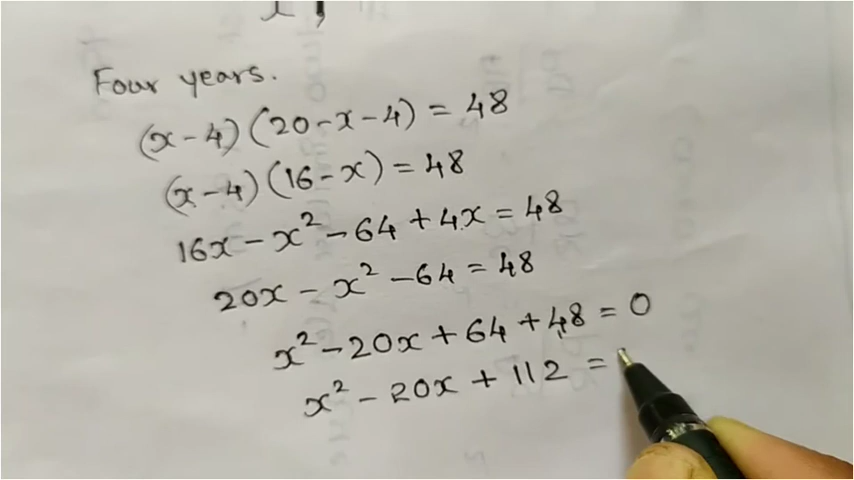 Four years.
(x-4)(20-x-4) = 48
(x-4)(16-x) = 48
16x - x² - 64 + 4x = 48
20x - x² - 64 = 48
x² - 20x + 64 + 48 = 0
x² - 20x + 112 =